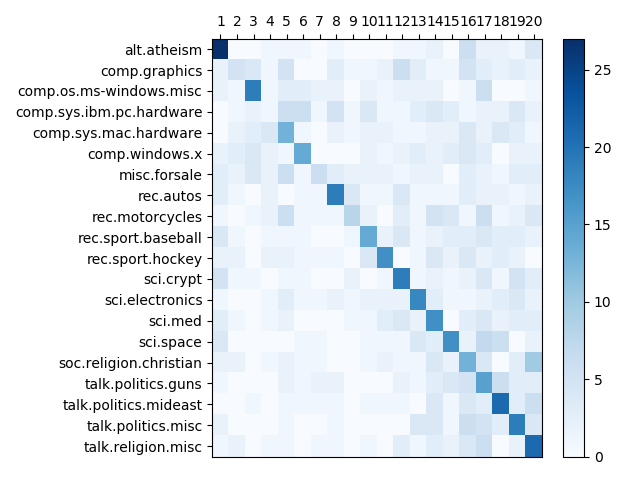 1 2 3 4 5 6 7 8 9 10 11 12 13 14 15 16 17 18 19 20
alt.atheism
comp.graphics
comp.os.ms-windows.misc
comp.sys.ibm.pc.hardware
comp.sys.mac.hardware
comp.windows.x
misc.forsale
rec.autos
rec.motorcycles
rec.sport.baseball
rec.sport.hockey
sci.crypt
sci.electronics
sci.med
sci.space
soc.religion.christian
talk.politics.guns
talk.politics.mideast
talk.politics.misc
talk.religion.misc
25
20
15
10
5
0